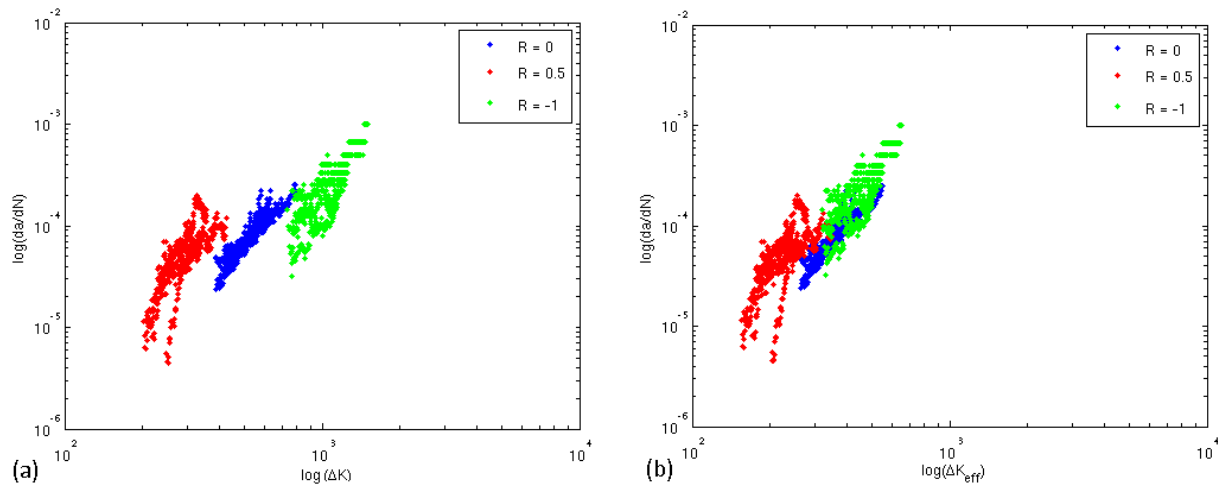 10^-2
10^-3
10^-4
10^-5
10^-6
log(da/dN)
R = 0
R = 0.5
R = -1
10^2
10^3
10^4
(a)
log(ΔK)
10^-2
10^-3
10^-4
10^-5
10^-6
log(da/dN)
R = 0
R = 0.5
R = -1
10^2
10^3
10^4
(b)
log(ΔK_eff)